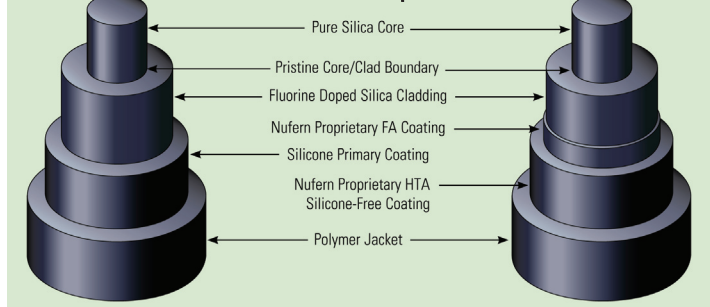 Pure Silica Core
Pristine Core/Clad Boundary
Fluorine Doped Silica Cladding
Nufern Proprietary FA Coating
Silicone Primary Coating
Nufern Proprietary HTA
Silicone-Free Coating
Polymer Jacket